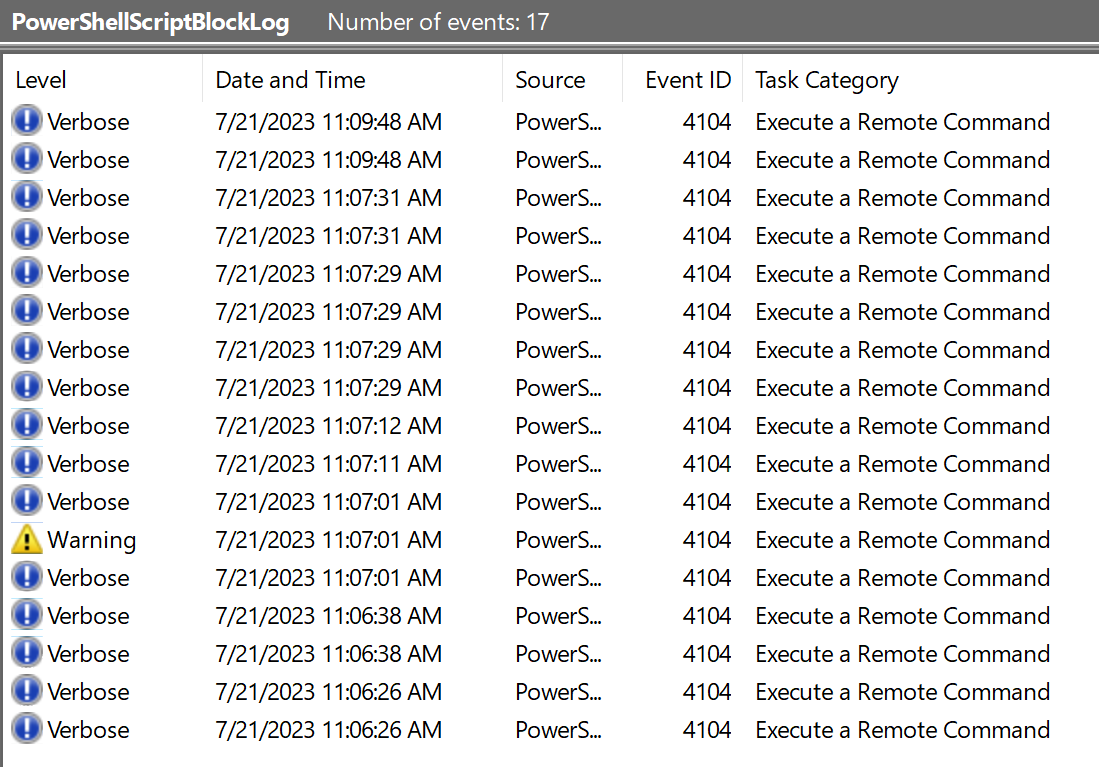 PowerShellScriptBlockLog Number of events: 17
Level Date and Time Source Event ID Task Category
Verbose 7/21/2023 11:09:48 AM PowerS... 4104 Execute a Remote Command
Verbose 7/21/2023 11:09:48 AM PowerS... 4104 Execute a Remote Command
Verbose 7/21/2023 11:07:31 AM PowerS... 4104 Execute a Remote Command
Verbose 7/21/2023 11:07:31 AM PowerS... 4104 Execute a Remote Command
Verbose 7/21/2023 11:07:29 AM PowerS... 4104 Execute a Remote Command
Verbose 7/21/2023 11:07:29 AM PowerS... 4104 Execute a Remote Command
Verbose 7/21/2023 11:07:29 AM PowerS... 4104 Execute a Remote Command
Verbose 7/21/2023 11:07:29 AM PowerS... 4104 Execute a Remote Command
Verbose 7/21/2023 11:07:12 AM PowerS... 4104 Execute a Remote Command
Verbose 7/21/2023 11:07:11 AM PowerS... 4104 Execute a Remote Command
Verbose 7/21/2023 11:07:01 AM PowerS... 4104 Execute a Remote Command
Warning 7/21/2023 11:07:01 AM PowerS... 4104 Execute a Remote Command
Verbose 7/21/2023 11:07:01 AM PowerS... 4104 Execute a Remote Command
Verbose 7/21/2023 11:06:38 AM PowerS... 4104 Execute a Remote Command
Verbose 7/21/2023 11:06:38 AM PowerS... 4104 Execute a Remote Command
Verbose 7/21/2023 11:06:26 AM PowerS... 4104 Execute a Remote Command
Verbose 7/21/2023 11:06:26 AM PowerS... 4104 Execute a Remote Command